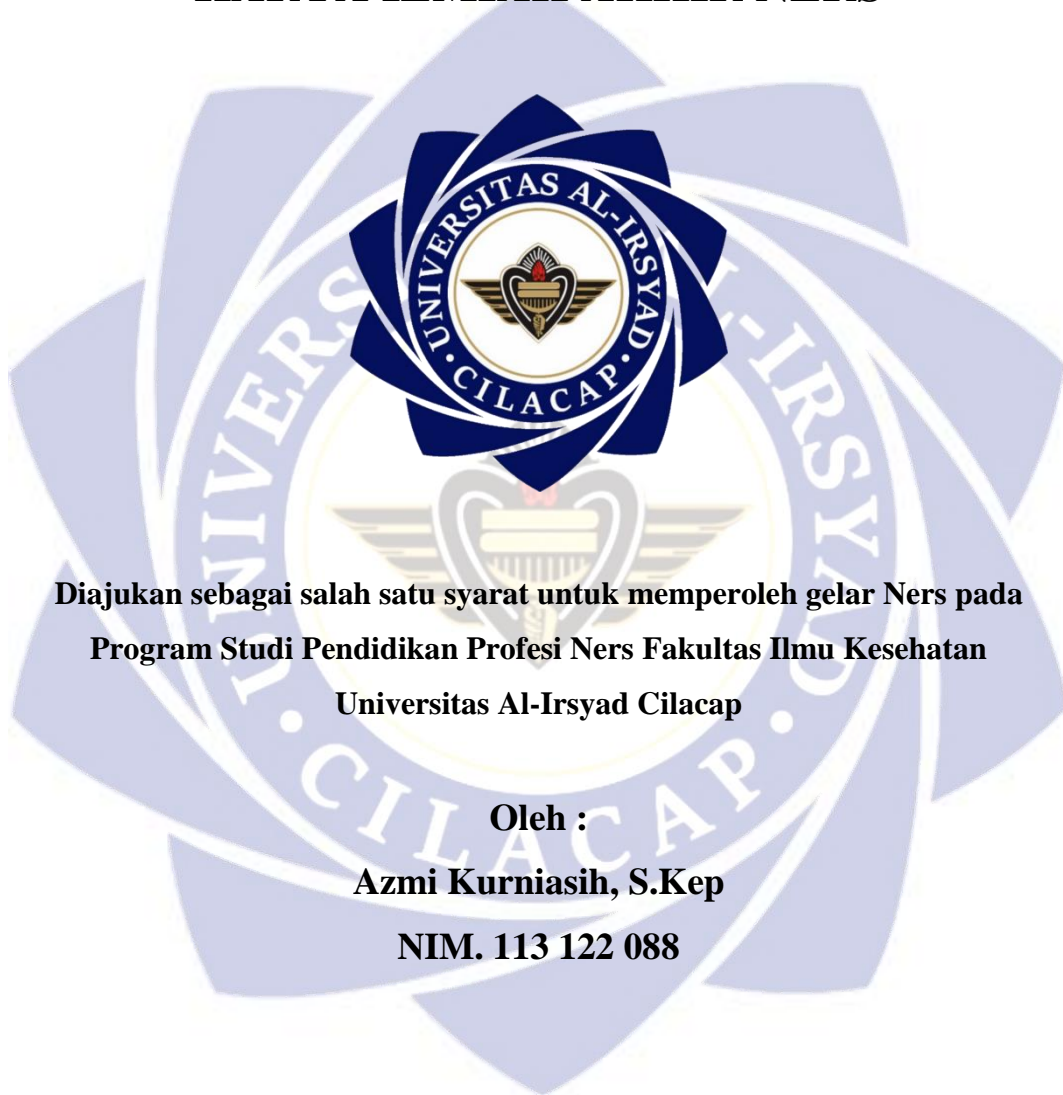 UNIVERSITAS AL-IRSYAD
CILACAP
Diajukan sebagai salah satu syarat untuk memperoleh gelar Ners pada
Program Studi Pendidikan Profesi Ners Fakultas Ilmu Kesehatan
Universitas Al-Irsyad Cilacap
Oleh :
Azmi Kurniasih, S.Kep
NIM. 113 122 088